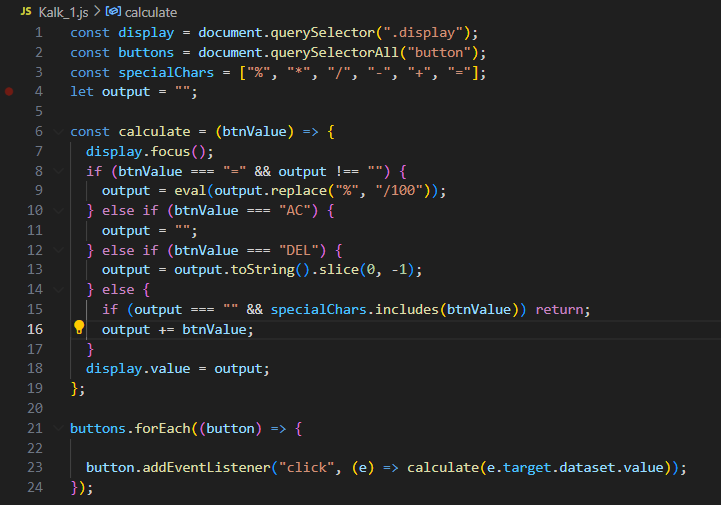 JS Kalk_1.js > calculate
1 const display = document.querySelector(".display");
2 const buttons = document.querySelectorAll("button");
3 const specialChars = ["%", "*", "/", "-", "+", "="];
4 let output = "";
5
6 const calculate = (btnValue) => {
7   display.focus();
8   if (btnValue === "=" && output !== "") {
9     output = eval(output.replace("%", "/100"));
10   } else if (btnValue === "AC") {
11     output = "";
12   } else if (btnValue === "DEL") {
13     output = output.toString().slice(0, -1);
14   } else {
15     if (output === "" && specialChars.includes(btnValue)) return;
16     output += btnValue;
17   }
18   display.value = output;
19 };
20
21 buttons.forEach((button) => {
22
23   button.addEventListener("click", (e) => calculate(e.target.dataset.value));
24 });